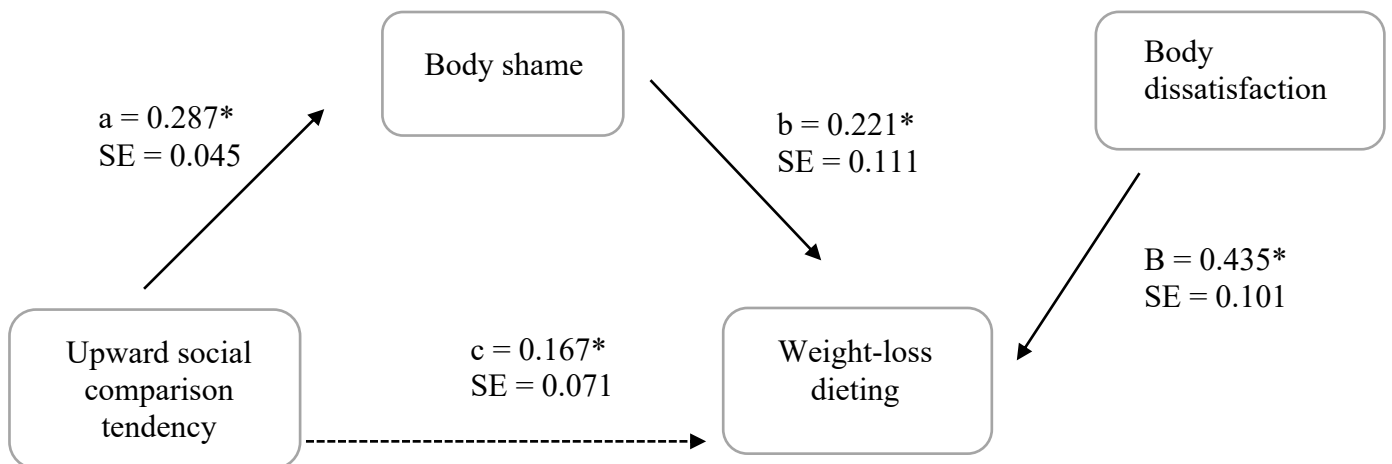 Body shame
Body
dissatisfaction
a = 0.287*
SE = 0.045
b = 0.221*
SE = 0.111
B = 0.435*
SE = 0.101
Upward social
comparison
tendency
c = 0.167*
SE = 0.071
Weight-loss
dieting